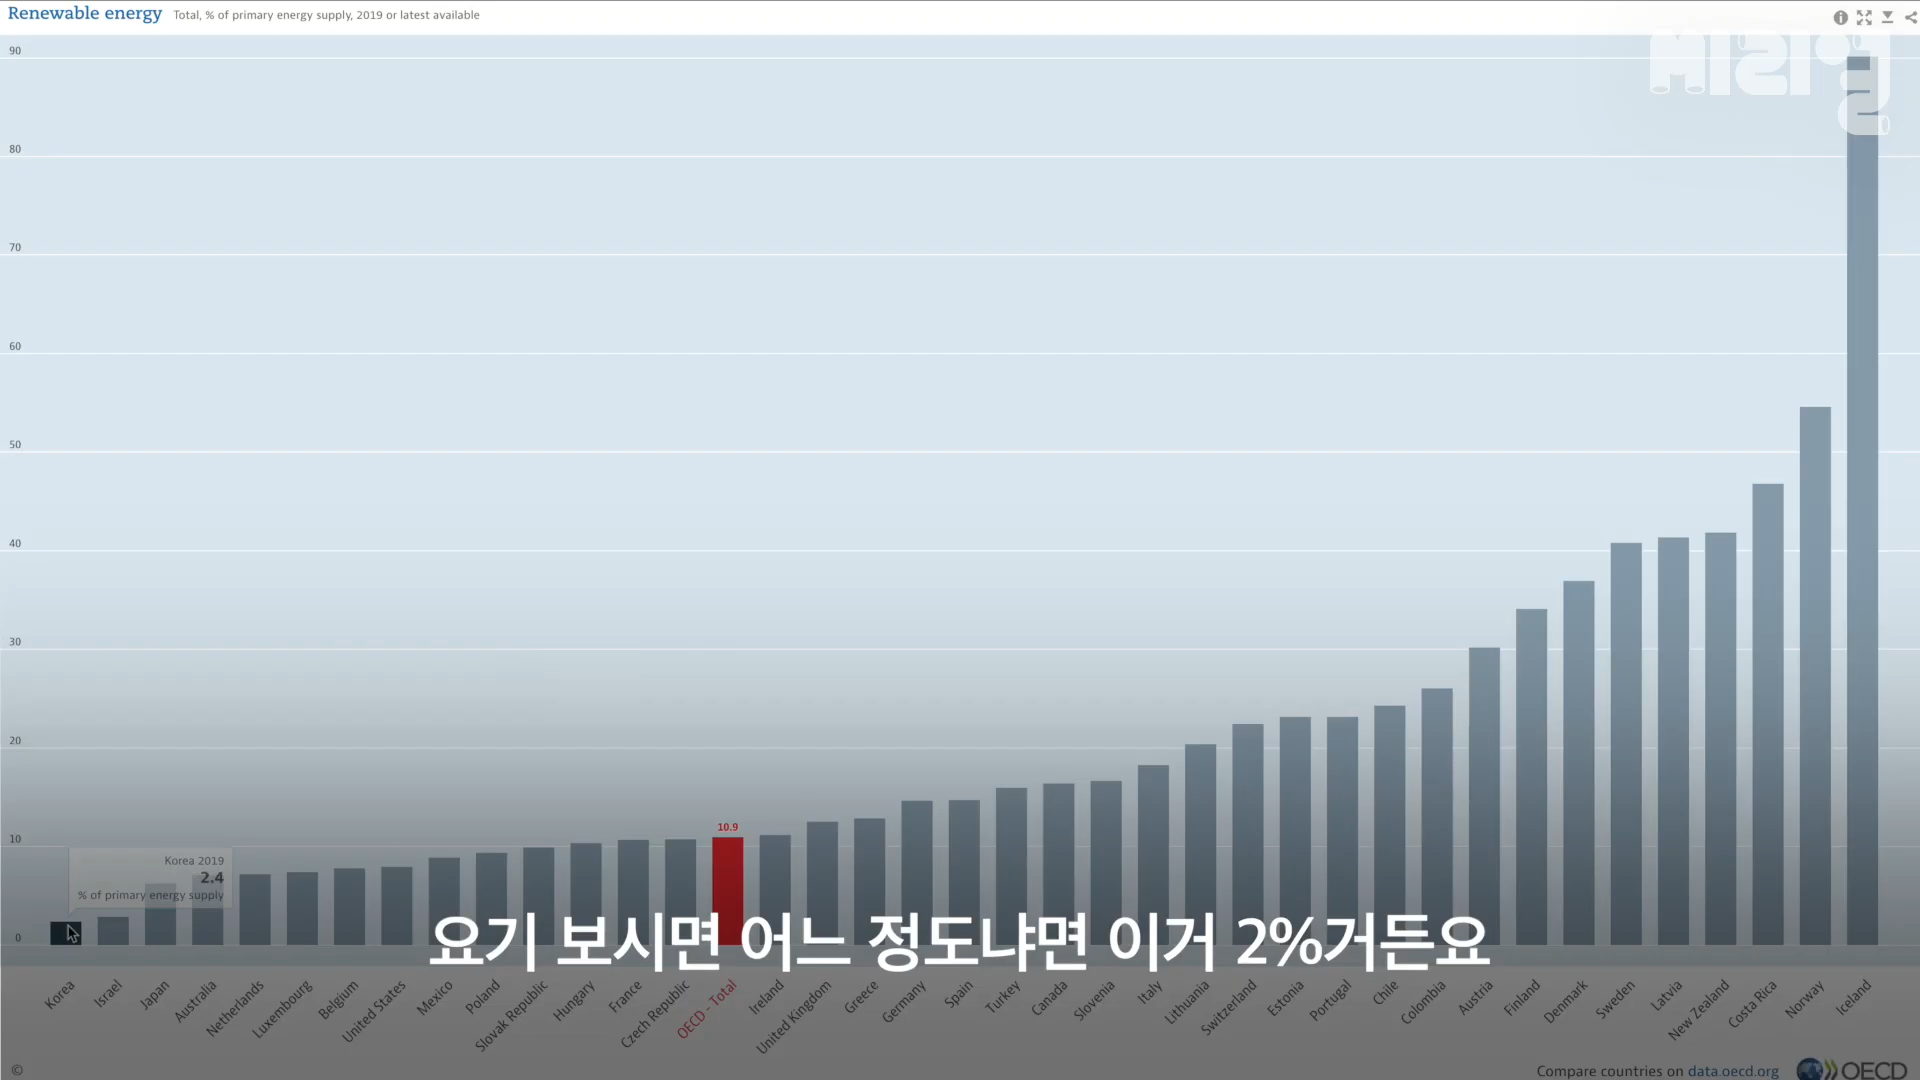 Renewable energy Total, % of primary energy supply, 2019 or latest available
미리얼
90
80
70
60
50
40
30
20
10
0
10.9
Korea 2019
2.4
% of primary energy supply
요기 보시면 어느 정도냐면 이거 2%거든요
Korea
Israel
Japan
Australia
Netherlands
Luxembourg
Belgium
United States
Mexico
Poland
Slovak Republic
Hungary
France
Czech Republic
OECD - Total
Ireland
United Kingdom
Greece
Germany
Spain
Turkey
Canada
Slovenia
Italy
Lithuania
Switzerland
Estonia
Portugal
Chile
Colombia
Austria
Finland
Denmark
Sweden
Latvia
New Zealand
Costa Rica
Norway
Iceland
©
Compare countries on data.oecd.org
OECD